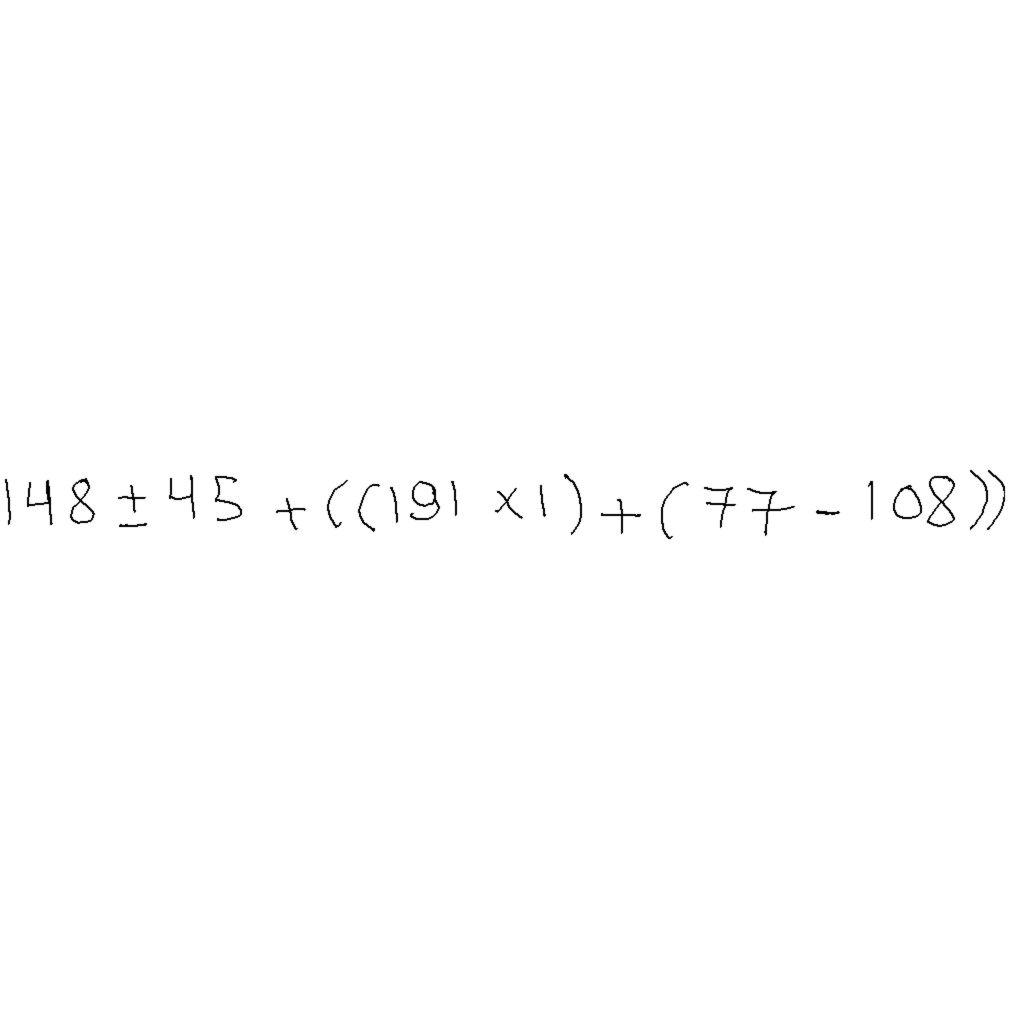 148 ± 45 + ((191 × 1) + (77 - 108))